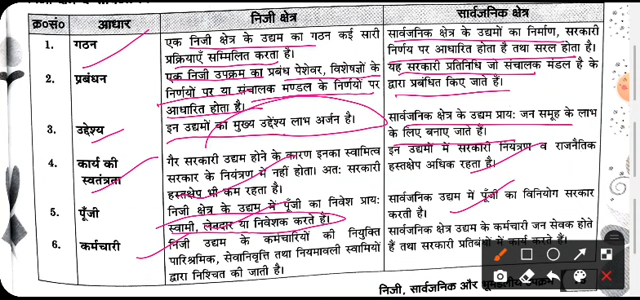 क्र०सं० आधार निजी क्षेत्र सार्वजनिक क्षेत्र
1. गठन
एक निजी क्षेत्र के उद्यम का गठन कई सारी
प्रक्रियाएँ सम्मिलित करता है।
सार्वजनिक क्षेत्र के उद्यमों का निर्माण, सरकारी
निर्णय पर आधारित होता है तथा सरल होता है।
2. प्रबंधन
एक निजी उपक्रम का प्रबंध पेशेवर, विशेषज्ञों के
निर्णयों पर या संचालक मण्डल के निर्णयों पर
आधारित होता है।
यह सरकारी प्रतिनिधि जो संचालक मंडल है के
द्वारा प्रबंधित किए जाते हैं।
3. उद्देश्य
इन उद्यमों का मुख्य उद्देश्य लाभ अर्जन है।
सार्वजनिक क्षेत्र के उद्यम प्राय: जन समूह के लाभ
के लिए बनाए जाते हैं।
4. कार्य की
स्वतंत्रता
गैर सरकारी उद्यम होने के कारण इनका स्वामित्व
सरकार के नियंत्रण में नहीं होता। अत: सरकारी
हस्तक्षेप भी कम रहता है।
इन उद्यमों में सरकारी नियंत्रण व राजनैतिक
हस्तक्षेप अधिक रहता है।
5. पूँजी
निजी क्षेत्र के उद्यम में पूँजी का निवेश प्राय:
स्वामी, लेबदार या निवेशक करते हैं।
सार्वजनिक उद्यम में पूँजी का विनियोग सरकार
करती है।
6. कर्मचारी
निजी उद्यम के कर्मचारियों की नियुक्ति
पारिश्रमिक, सेवानिवृत्ति तथा नियमावली स्वामियों
द्वारा निश्चित की जाती है।
सार्वजनिक क्षेत्र उद्यम के कर्मचारी जन सेवक होते
हैं तथा सरकारी प्रतिबंधों में कार्य करते हैं।
निजी, सार्वजनिक और भूमंडलीय उपक्रम